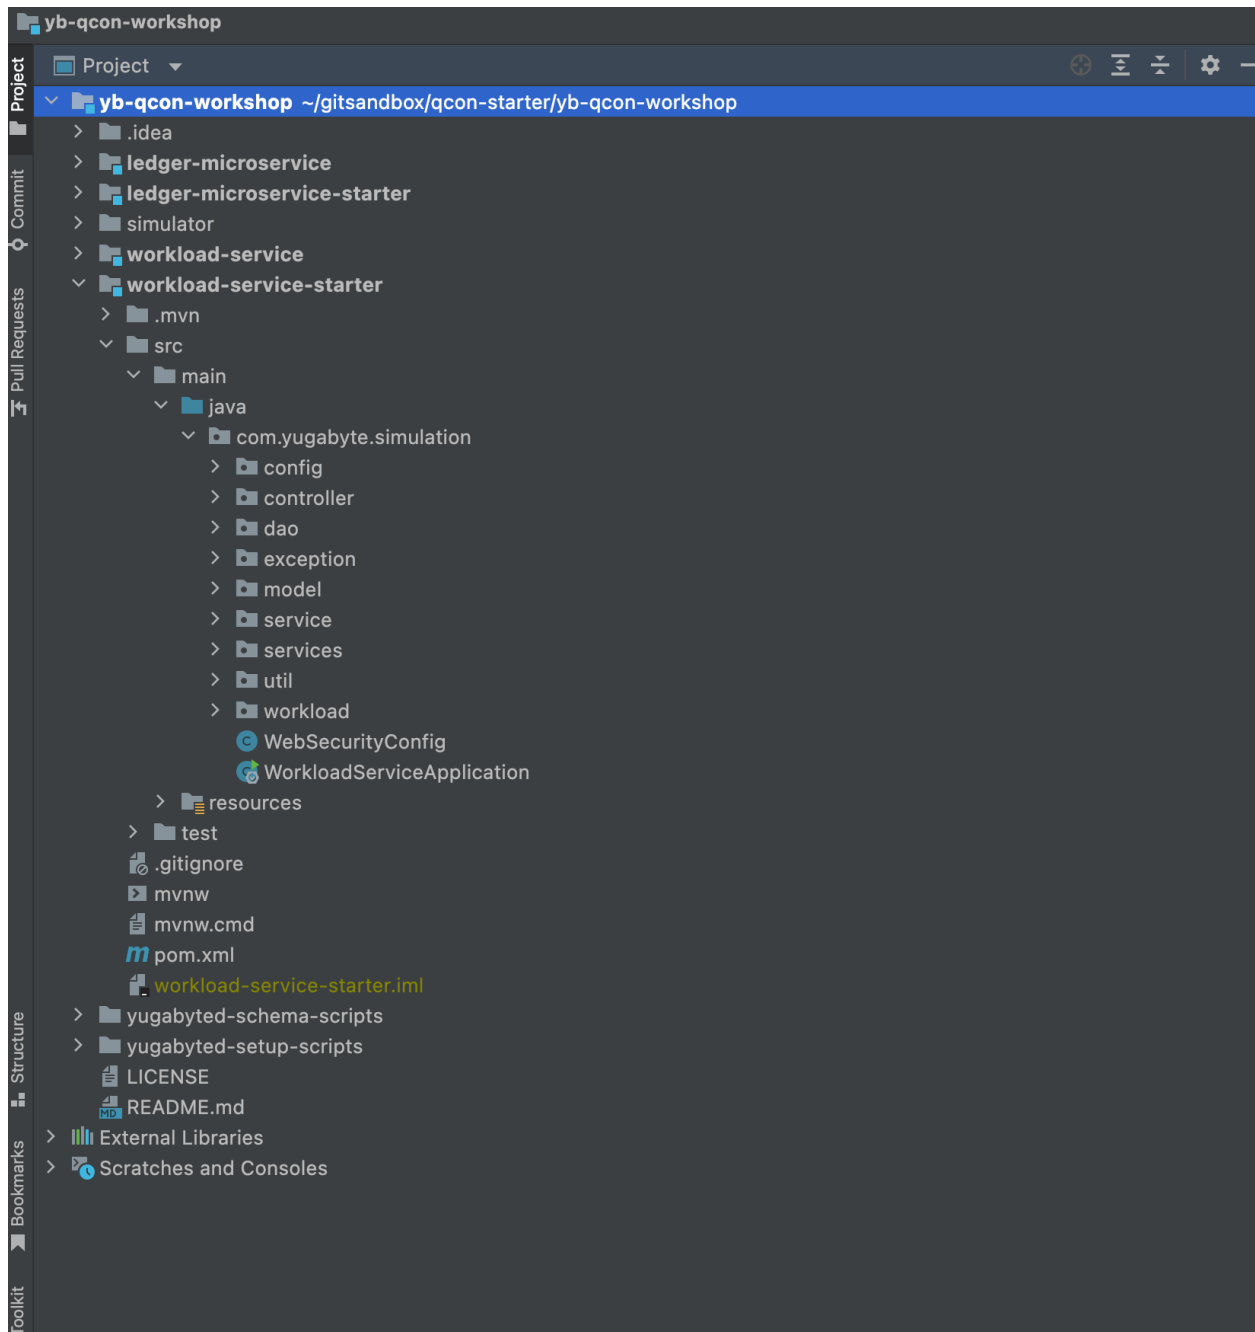 yb-qcon-workshop
Project
Project
yb-qcon-workshop ~/gitsandbox/qcon-starter/yb-qcon-workshop
.idea
ledger-microservice
ledger-microservice-starter
Commit
simulator
workload-service
workload-service-starter
Pull Requests
.mvn
src
main
java
com.yugabyte.simulation
config
controller
dao
exception
model
service
services
util
workload
WebSecurityConfig
WorkloadServiceApplication
resources
test
.gitignore
mvnw
mvnw.cmd
pom.xml
workload-service-starter.iml
yugabyted-schema-scripts
Structure
yugabyted-setup-scripts
LICENSE
README.md
External Libraries
Scratches and Consoles
Bookmarks
Toolkit